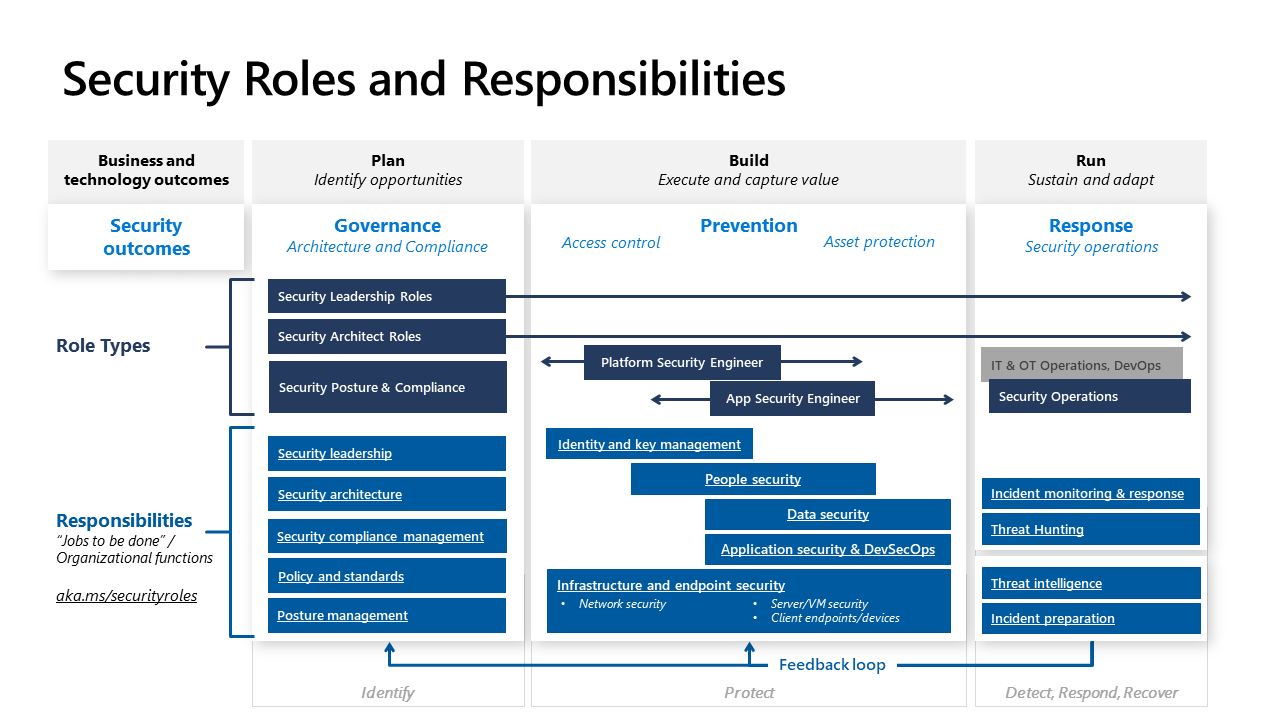 Security Roles and Responsibilities
Business and
technology outcomes
Plan
Identify opportunities
Build
Execute and capture value
Run
Sustain and adapt
Security
outcomes
Governance
Architecture and Compliance
Prevention
Access control
Asset protection
Response
Security operations
Role Types
Security Leadership Roles
Security Architect Roles
Security Posture & Compliance
Platform Security Engineer
App Security Engineer
IT & OT Operations, DevOps
Security Operations
Responsibilities
“Jobs to be done” /
Organizational functions
aka.ms/securityroles
Security leadership
Security architecture
Security compliance management
Policy and standards
Posture management
Identity and key management
People security
Data security
Application security & DevSecOps
Infrastructure and endpoint security
• Network security
• Server/VM security
• Client endpoints/devices
Incident monitoring & response
Threat Hunting
Threat intelligence
Incident preparation
Feedback loop
Identify
Protect
Detect, Respond, Recover